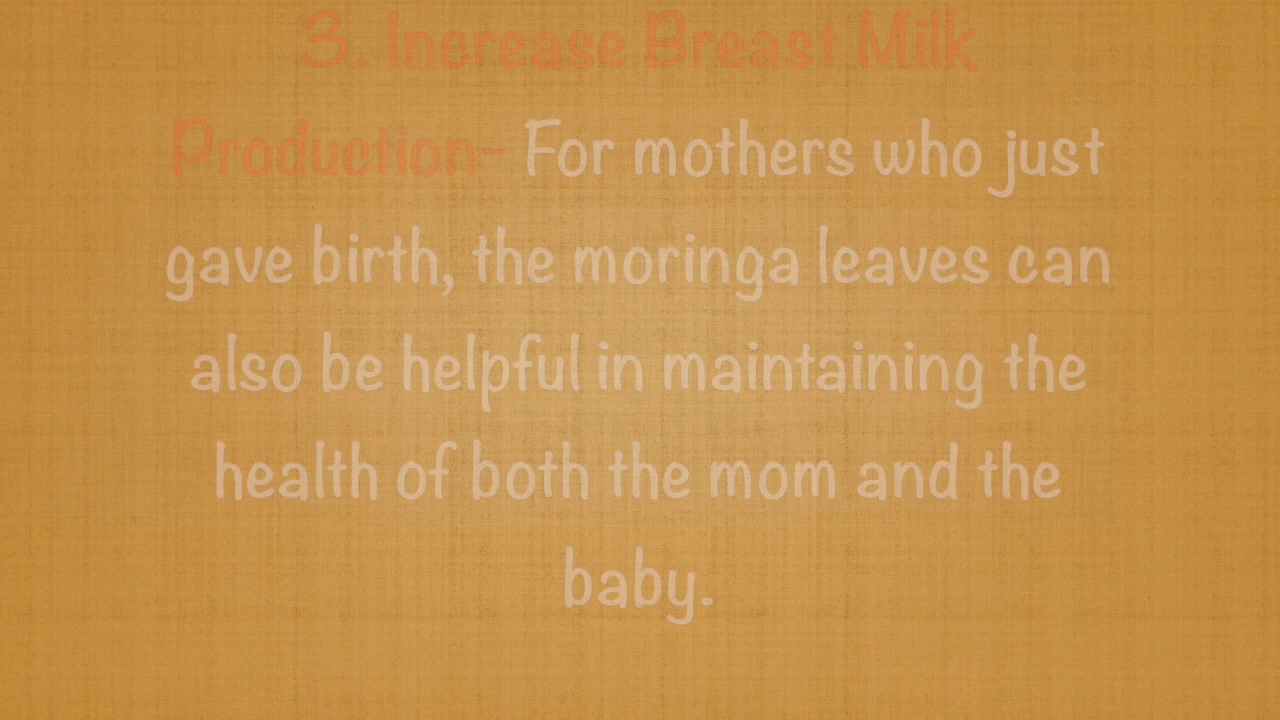 3. Increase Breast Milk
Production- For mothers who just
gave birth, the moringa leaves can
also be helpful in maintaining the
health of both the mom and the
baby.